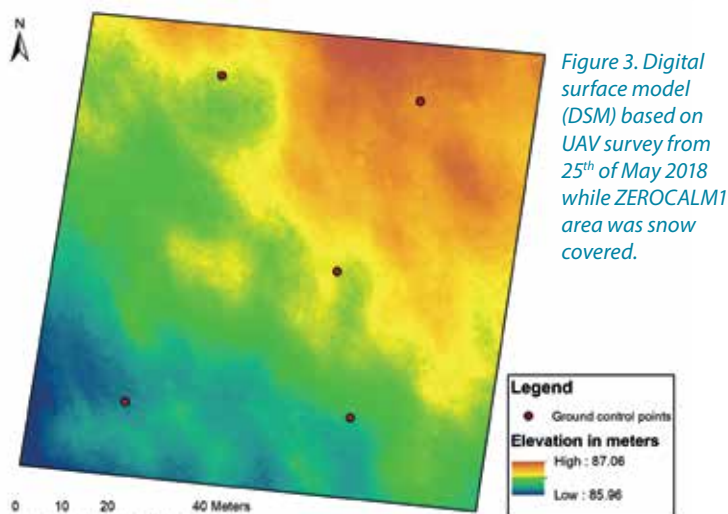 N
Figure 3. Digital
surface model
(DSM) based on
UAV survey from
25th of May 2018
while ZEROCALM1
area was snow
covered.
Legend
Ground control points
Elevation in meters
High : 87.06
Low : 85.96
0 10 20 40 Meters